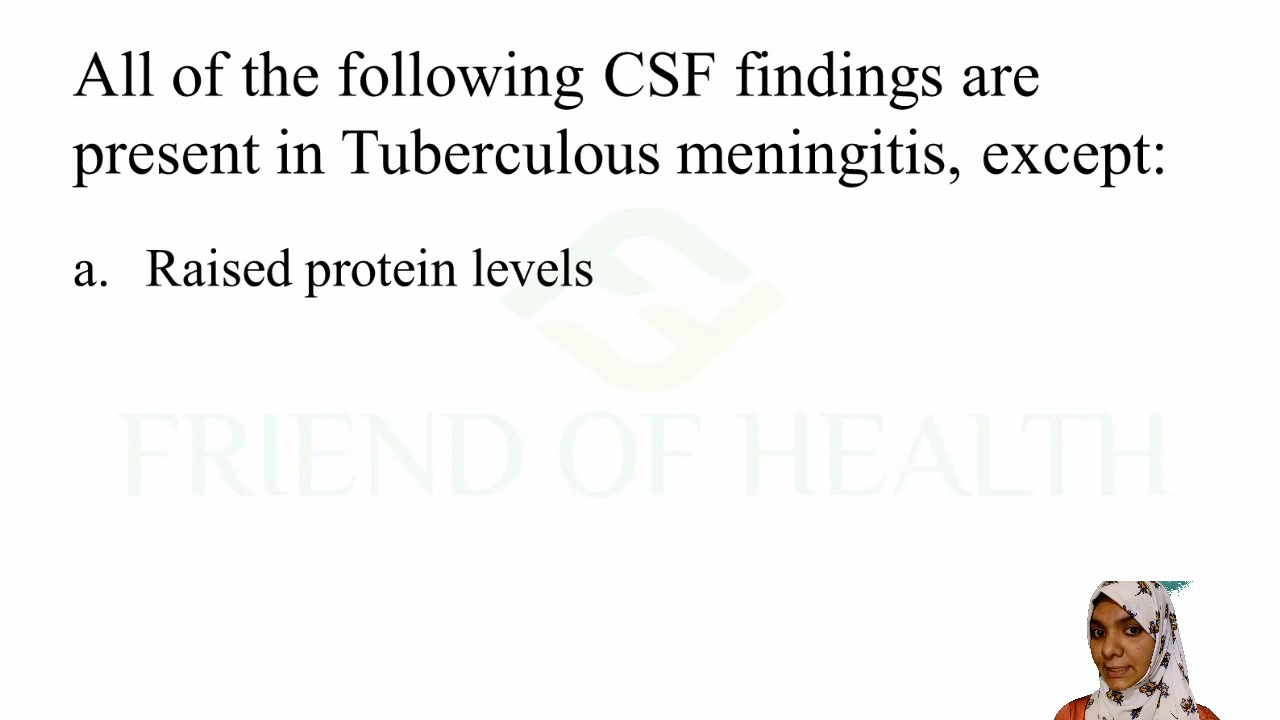 All of the following CSF findings are
present in Tuberculous meningitis, except:
a. Raised protein levels
FRIEND OF HEALTH